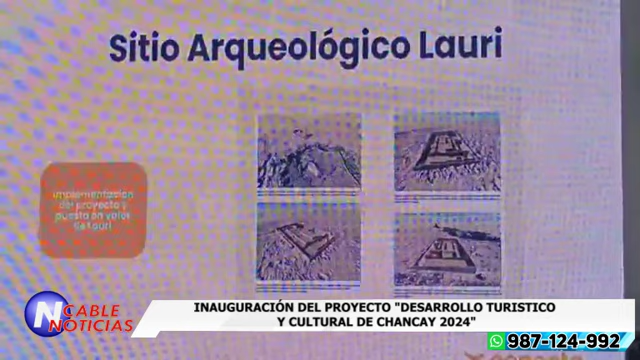 Sitio Arqueológico Lauri
Implementación
del proyecto y
puesta en valor
de Lauri
N CABLE
NOTICIAS
INAUGURACIÓN DEL PROYECTO "DESARROLLO TURISTICO
Y CULTURAL DE CHANCAY 2024"
987-124-992